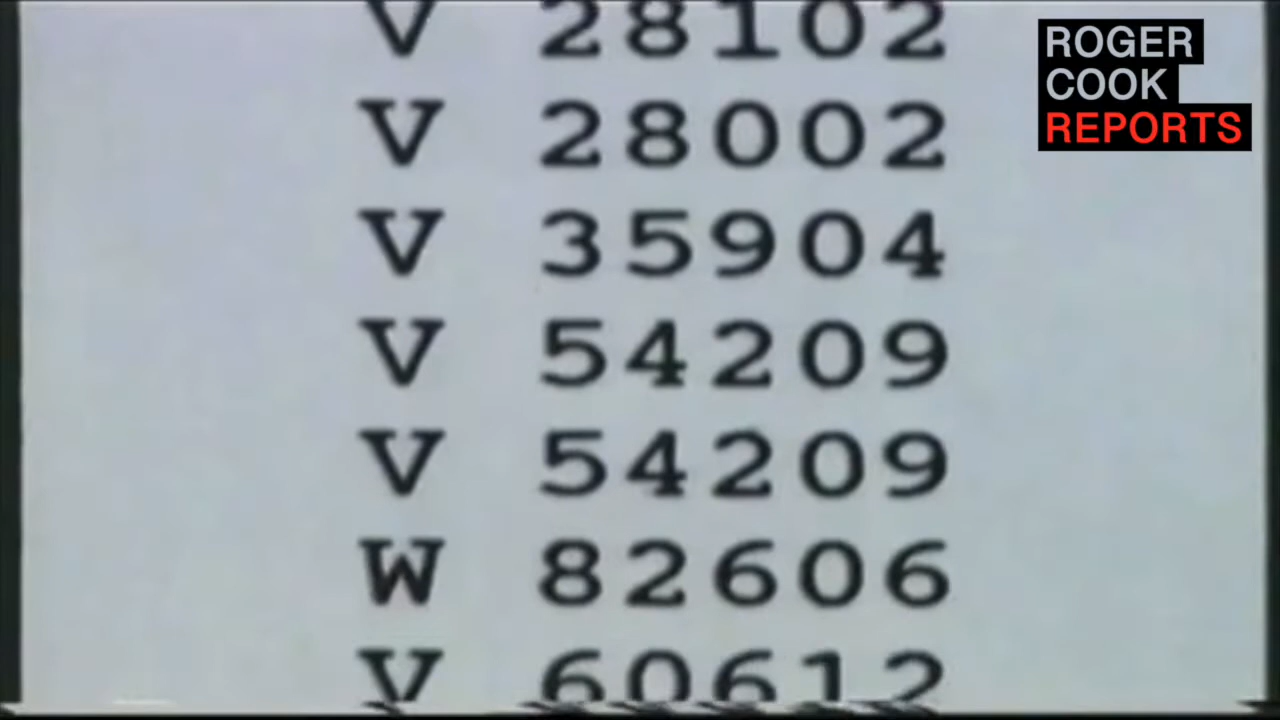 V 28102
V 28002
V 35904
V 54209
V 54209
W 82606
V 60612
ROGER
COOK
REPORTS